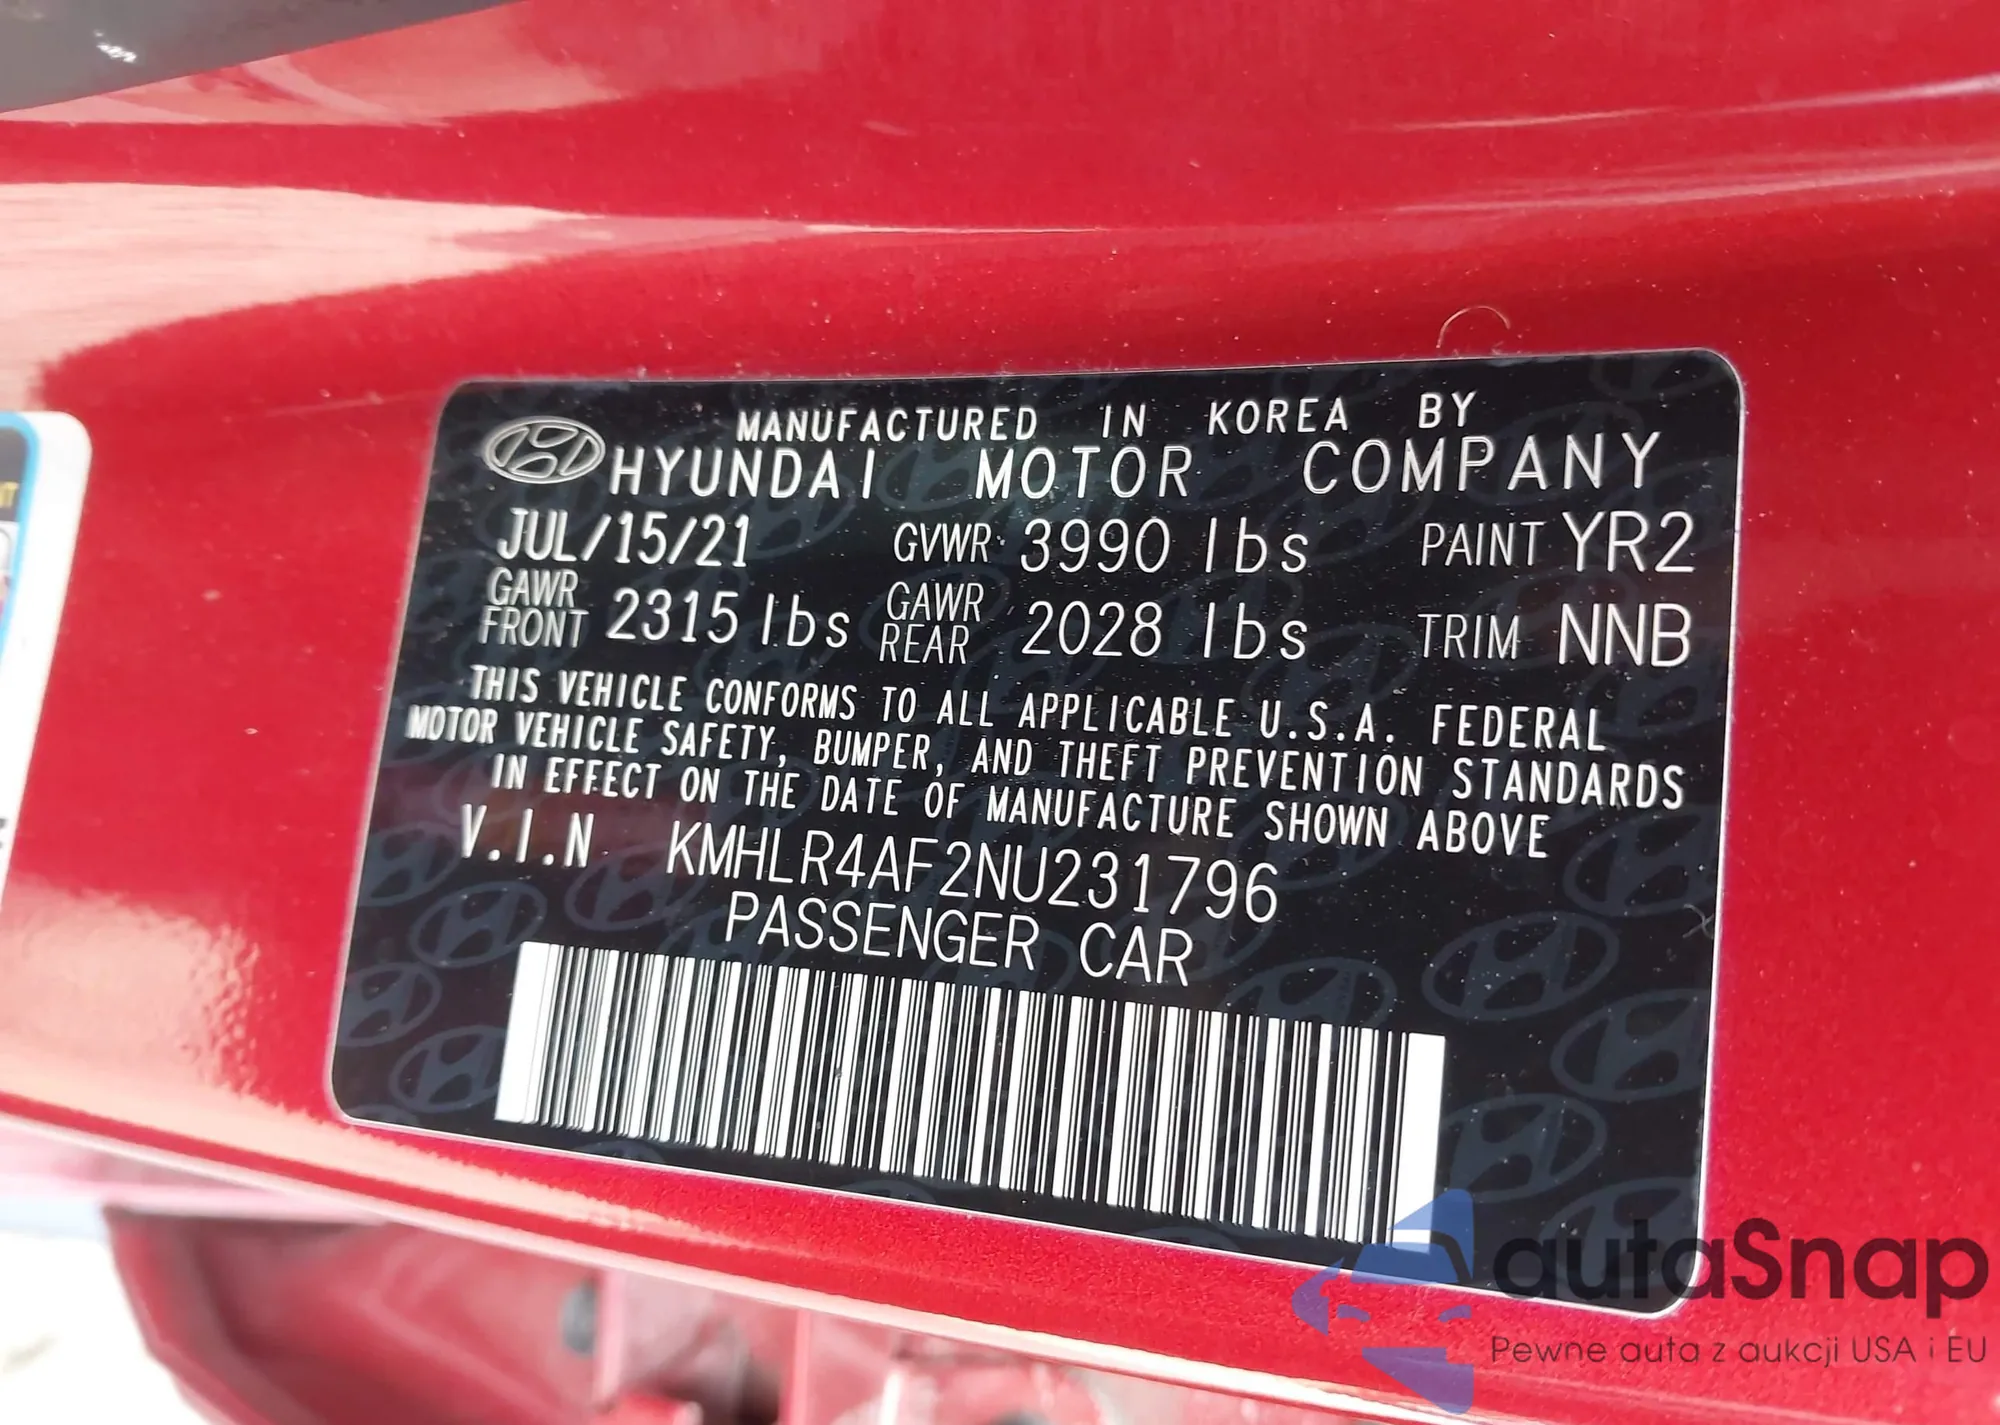 MANUFACTURED IN KOREA BY
HYUNDAI MOTOR COMPANY
JUL/15/21 GVWR 3990 lbs PAINT YR2
GAWR FRONT 2315 lbs GAWR REAR 2028 lbs TRIM NNB
THIS VEHICLE CONFORMS TO ALL APPLICABLE U.S.A. FEDERAL
MOTOR VEHICLE SAFETY, BUMPER, AND THEFT PREVENTION STANDARDS
IN EFFECT ON THE DATE OF MANUFACTURE SHOWN ABOVE
V.I.N KMHLR4AF2NU231796
PASSENGER CAR
autaSnap
Pewne auta z aukcji USA i EU